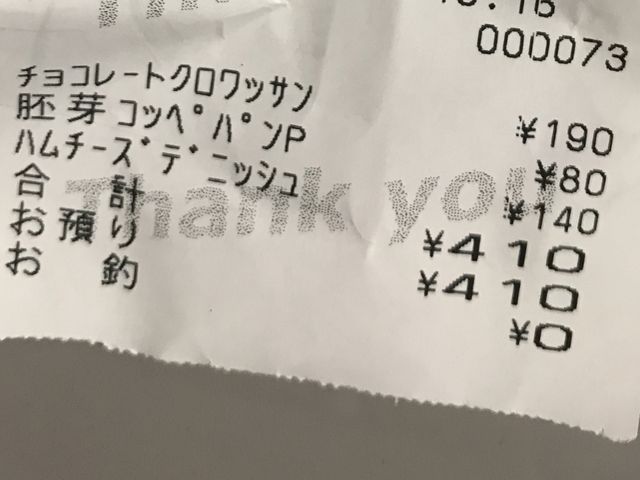 000073
チョコレートクロワッサン ¥190
胚芽コッペパンP ¥80
ハムチーズデニッシュ ¥140
合計 ¥410
お預り ¥410
お釣 ¥0
Thank you